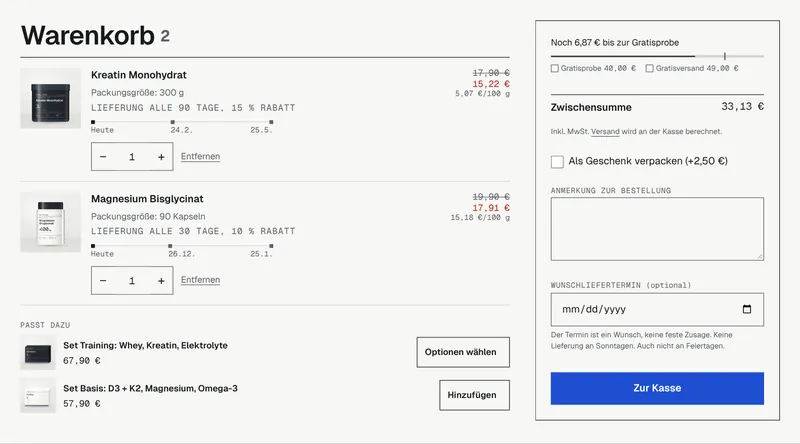 Warenkorb 2
Kreatin Monohydrat
17,90 €
Packungsgröße: 300 g
15,22 €
5,07 €/100 g
LIEFERUNG ALLE 90 TAGE, 15 % RABATT
Heute 24.2. 25.5.
− 1 + Entfernen
Magnesium Bisglycinat
19,90 €
Packungsgröße: 90 Kapseln
17,91 €
15,18 €/100 g
LIEFERUNG ALLE 30 TAGE, 10 % RABATT
Heute 26.12. 25.1.
− 1 + Entfernen
PASST DAZU
Set Training: Whey, Kreatin, Elektrolyte
67,90 €
Optionen wählen
Set Basis: D3 + K2, Magnesium, Omega-3
57,90 €
Hinzufügen
Noch 6,87 € bis zur Gratisprobe
Gratisprobe 40,00 € Gratisversand 49,00 €
Zwischensumme 33,13 €
Inkl. MwSt. Versand wird an der Kasse berechnet.
Als Geschenk verpacken (+2,50 €)
ANMERKUNG ZUR BESTELLUNG
WUNSCHLIEFERTERMIN (optional)
mm/dd/yyyy
Der Termin ist ein Wunsch, keine feste Zusage. Keine
Lieferung an Sonntagen. Auch nicht an Feiertagen.
Zur Kasse